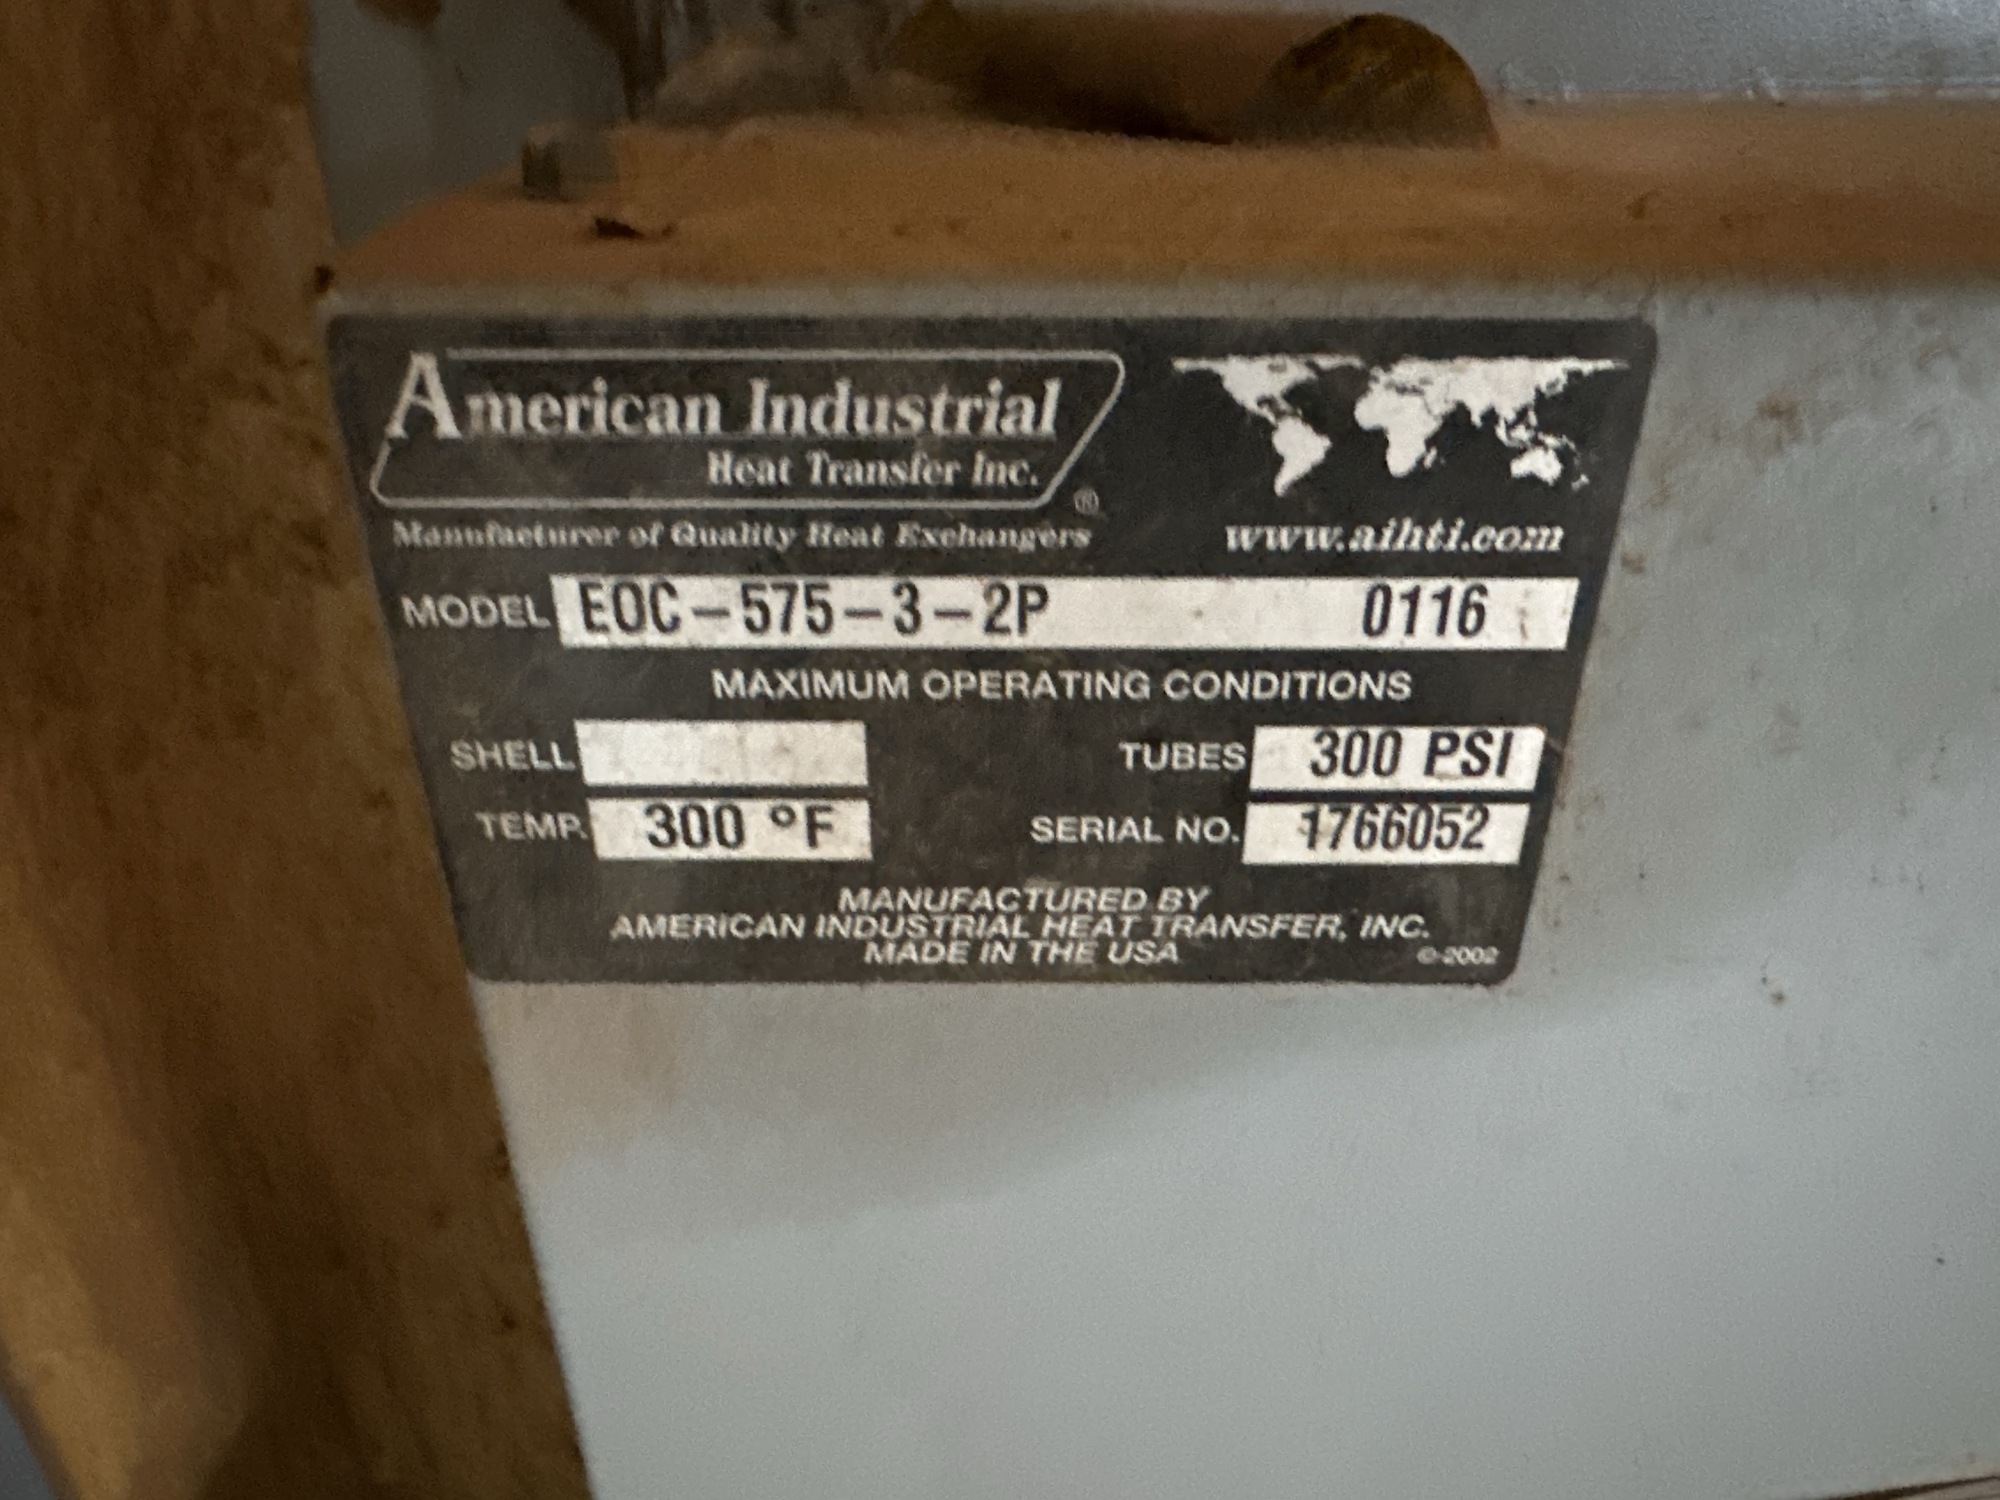 American Industrial
Heat Transfer Inc.
®
Manufacturer of Quality Heat Exchangers
www.aihti.com
MODEL EOC-575-3-2P 0116
MAXIMUM OPERATING CONDITIONS
SHELL TUBES 300 PSI
TEMP. 300 °F SERIAL NO. 1766052
MANUFACTURED BY
AMERICAN INDUSTRIAL HEAT TRANSFER, INC.
MADE IN THE USA © 2002